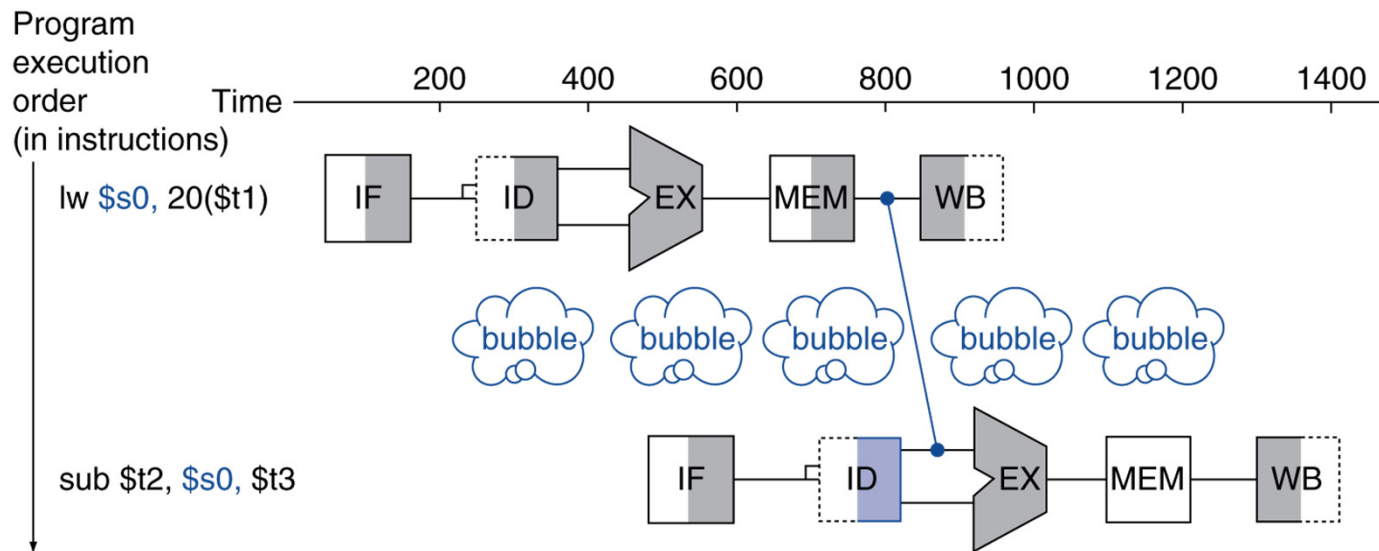 Program
execution
order
(in instructions)
Time
200 400 600 800 1000 1200 1400
lw $s0, 20($t1)
IF ID EX MEM WB
bubble bubble bubble bubble bubble
sub $t2, $s0, $t3
IF ID EX MEM WB